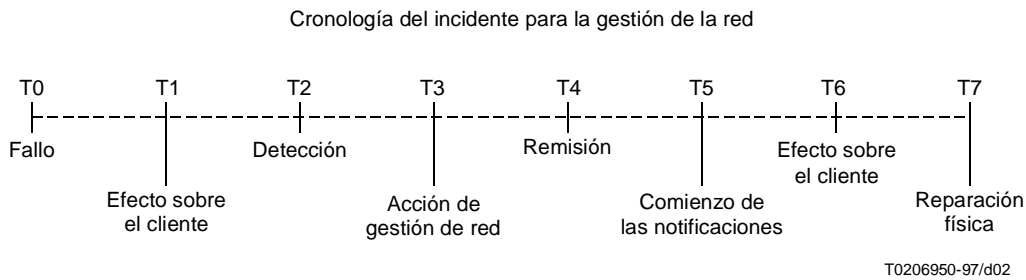 Cronología del incidente para la gestión de la red
T0 T1 T2 T3 T4 T5 T6 T7
Fallo
Efecto sobre
el cliente
Detección
Acción de
gestión de red
Remisión
Comienzo de
las notificaciones
Efecto sobre
el cliente
Reparación
física
T0206950-97/d02